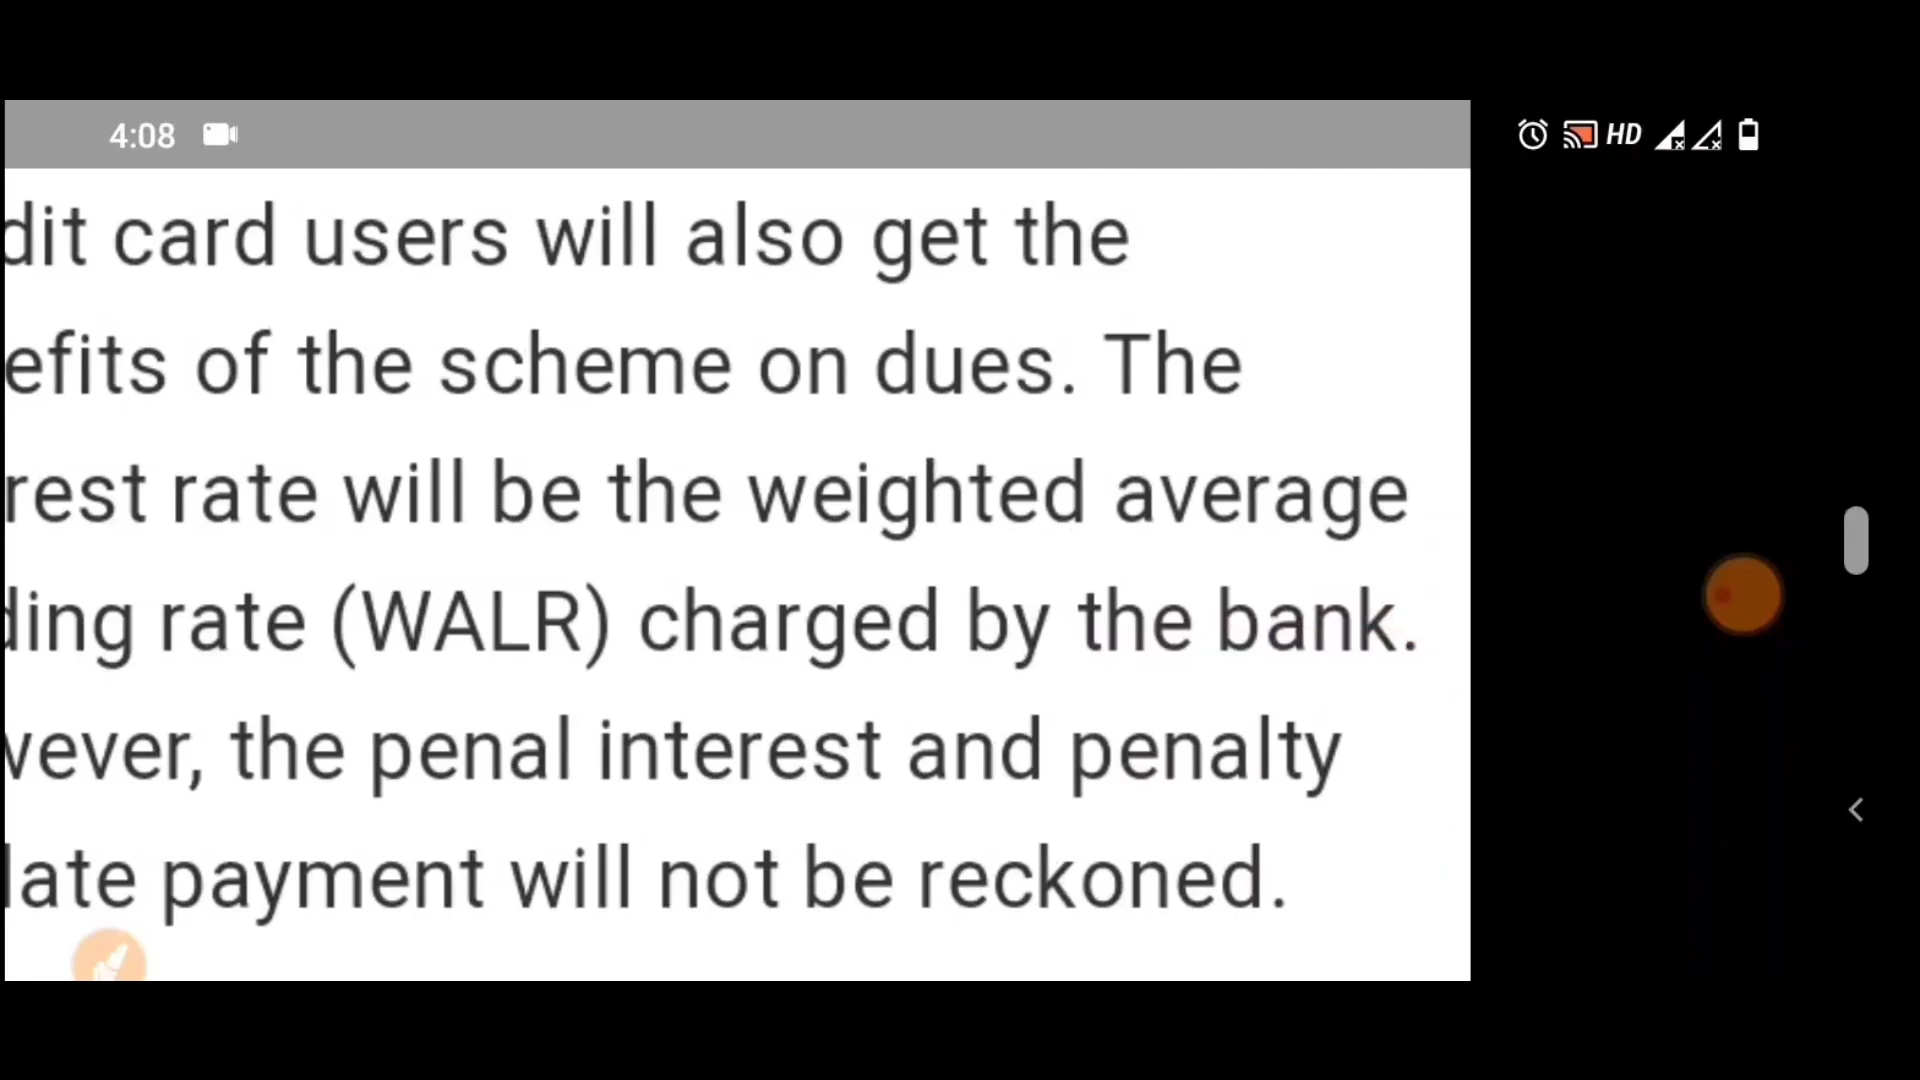 4:08 HD
dit card users will also get the
efits of the scheme on dues. The
rest rate will be the weighted average
ding rate (WALR) charged by the bank.
wever, the penal interest and penalty
late payment will not be reckoned.